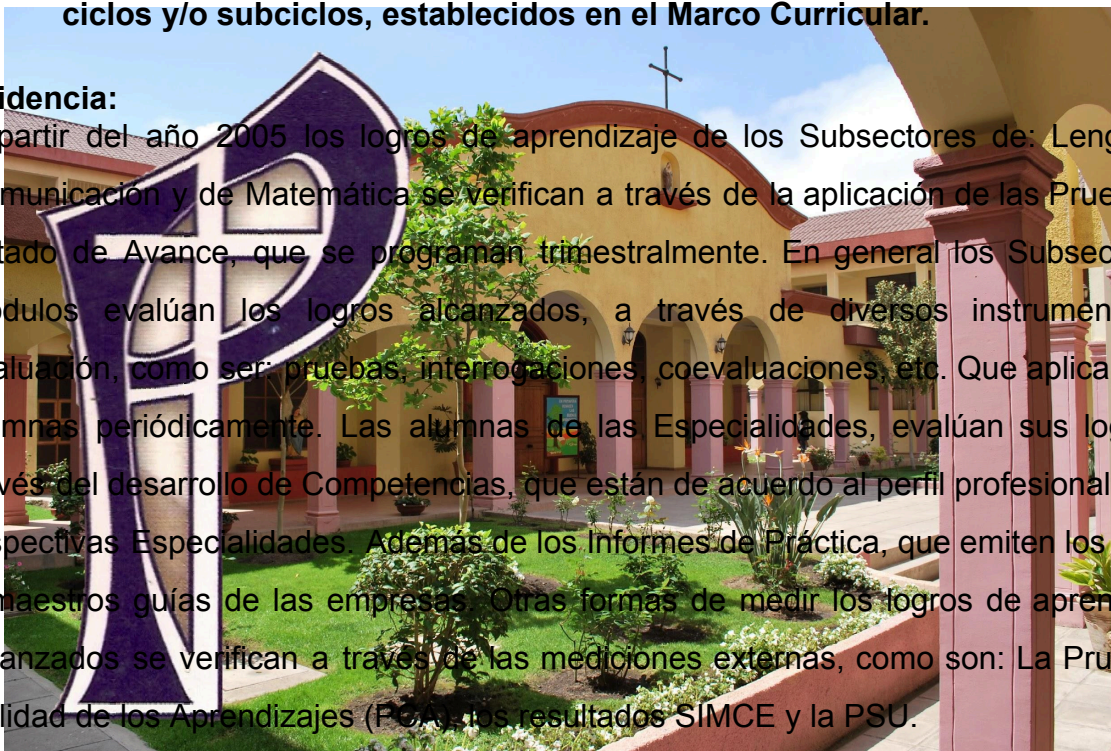 ciclos y/o subciclos, establecidos en el Marco Curricular.
idencia:
partir del año 2005 los logros de aprendizaje de los Subsectores de: Leng
municación y de Matemática se verifican a través de la aplicación de las Prue
tado de Avance, que se programan trimestralmente. En general los Subsec
dulos evalúan los logros alcanzados, a través de diversos instrumen
aluación, como ser: pruebas, interrogaciones, coevaluaciones, etc. Que aplica
mnas periódicamente. Las alumnas de las Especialidades, evalúan sus log
vés del desarrollo de Competencias, que están de acuerdo al perfil profesional
spectivas Especialidades. Además de los Informes de Práctica, que emiten los
maestros guías de las empresas. Otras formas de medir los logros de apren
anzados se verifican a través de las mediciones externas, como son: La Pru
lidad de los Aprendizajes (PCA), los resultados SIMCE y la PSU.